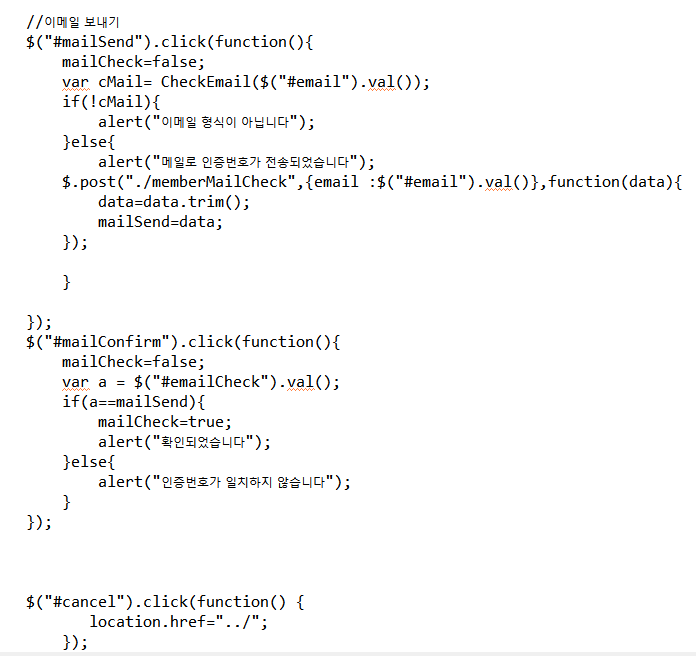 //이메일 보내기
$("#mailSend").click(function(){
mailCheck=false;
var cMail= CheckEmail($("#email").val());
if(!cMail){
alert("이메일 형식이 아닙니다");
}else{
alert("메일로 인증번호가 전송되었습니다");
$.post("./memberMailCheck",{email :$("#email").val()},function(data){
data=data.trim();
mailSend=data;
});
}
});
$("#mailConfirm").click(function(){
mailCheck=false;
var a = $("#emailCheck").val();
if(a==mailSend){
mailCheck=true;
alert("확인되었습니다");
}else{
alert("인증번호가 일치하지 않습니다");
}
});
$("#cancel").click(function() {
location.href="../";
});